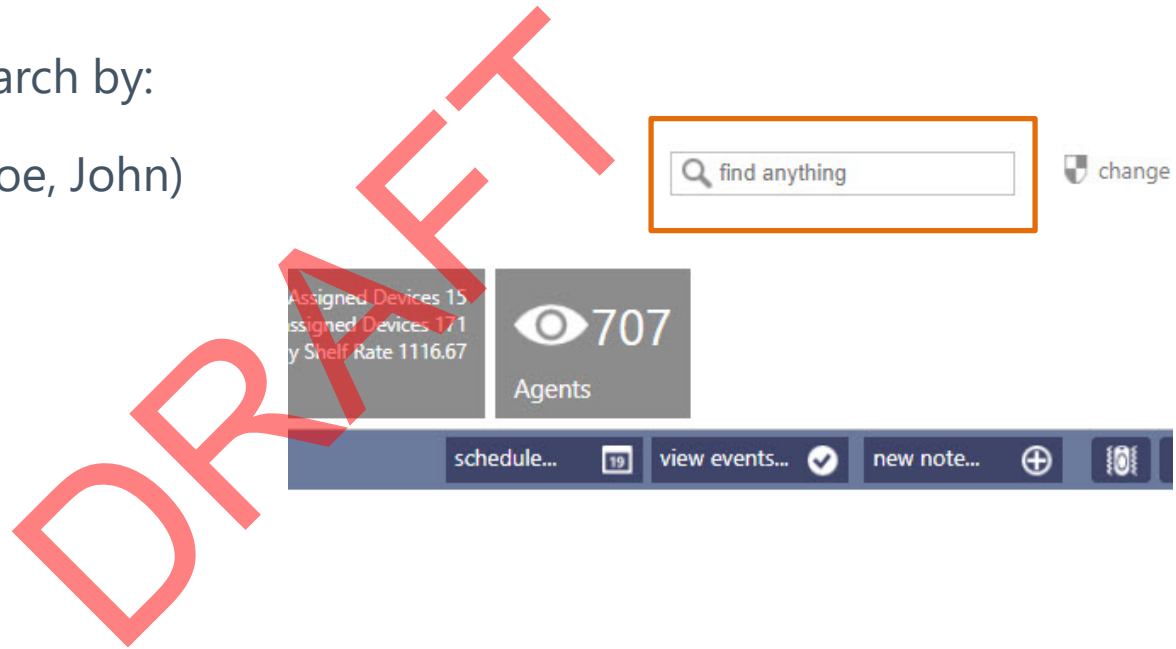 arch by:
oe, John)
find anything
change
Assigned Devices 15
ssigned Devices 171
y Shelf Rate 1116.67
707
Agents
schedule... 19
view events...
new note...
DRAFT